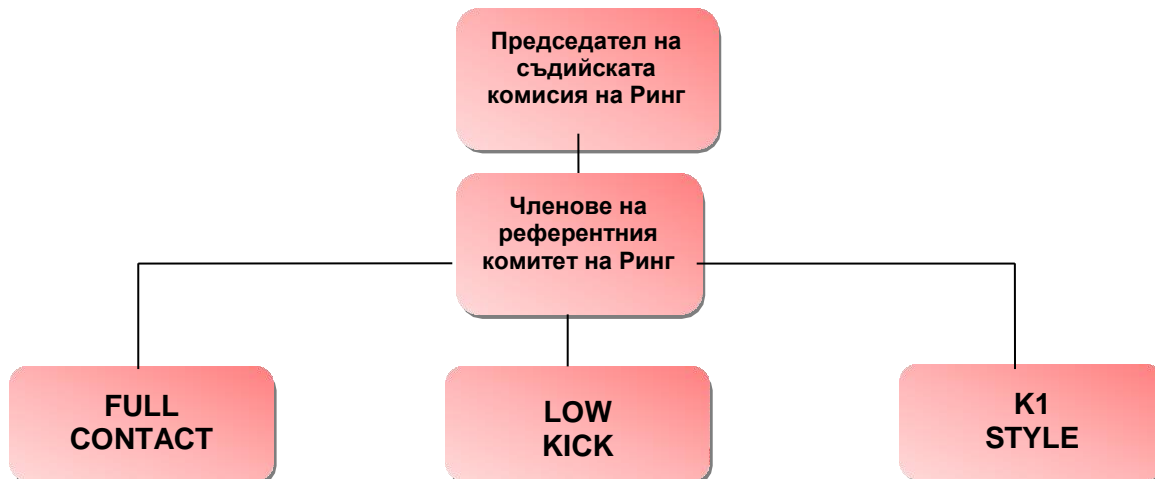 Председател на
съдийската
комисия на Ринг
Членове на
референтния
комитет на Ринг
FULL
CONTACT
LOW
KICK
K1
STYLE